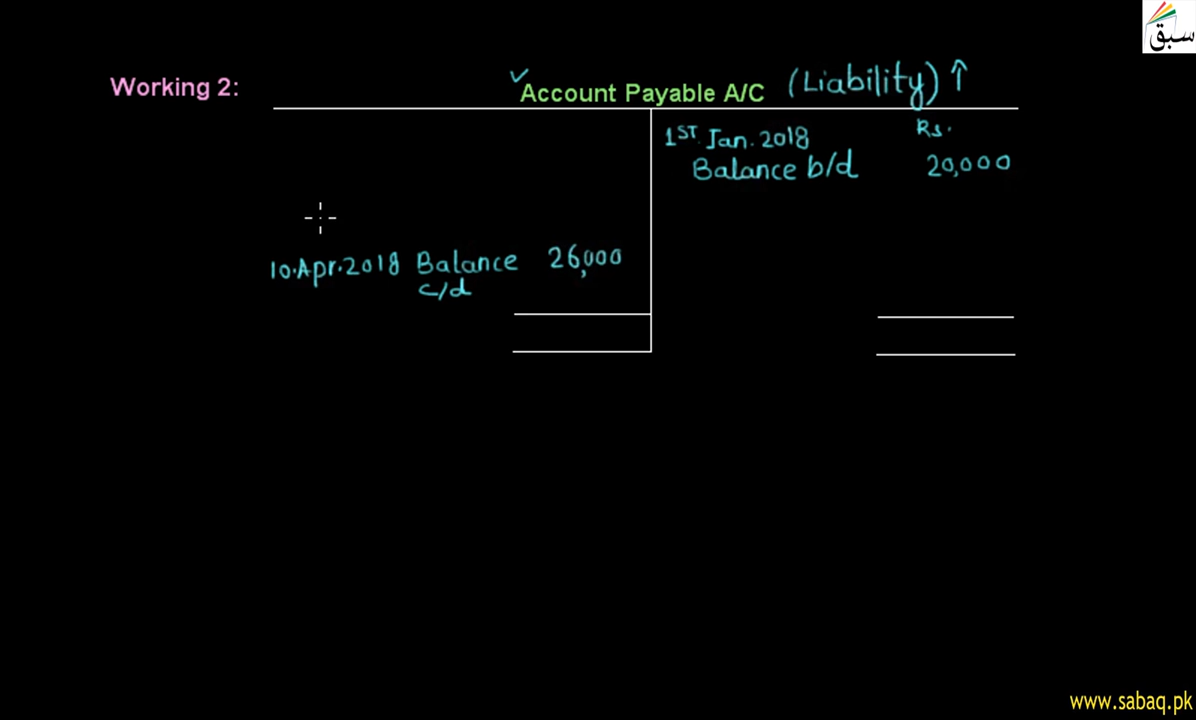 سبق
Working 2:
Account Payable A/C (Liability) ↑
1ST Jan. 2018 Rs.
Balance b/d 20,000
10.Apr.2018 Balance 26,000
c/d
www.sabaq.pk